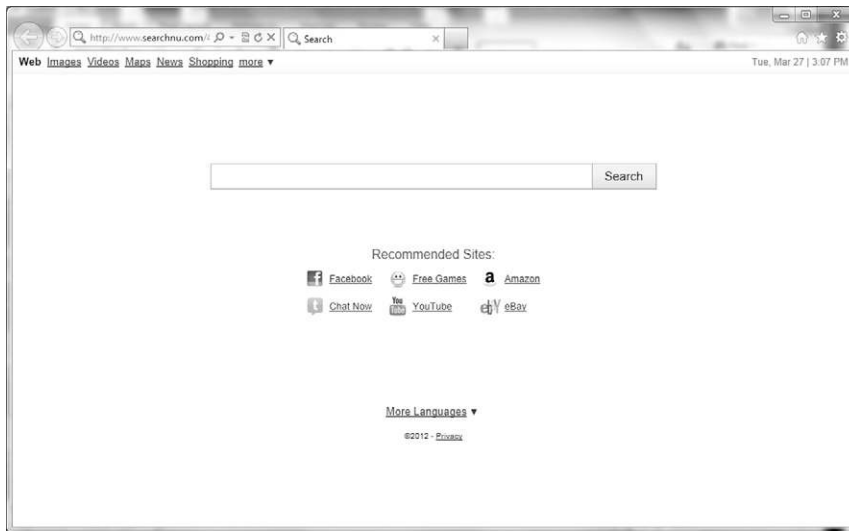 http://www.searchnu.com/ Search
Web Images Videos Maps News Shopping more ▼ Tue, Mar 27 | 3:07 PM
Search
Recommended Sites:
Facebook Free Games Amazon
Chat Now YouTube eBay
More Languages ▼
©2012 - Privacy